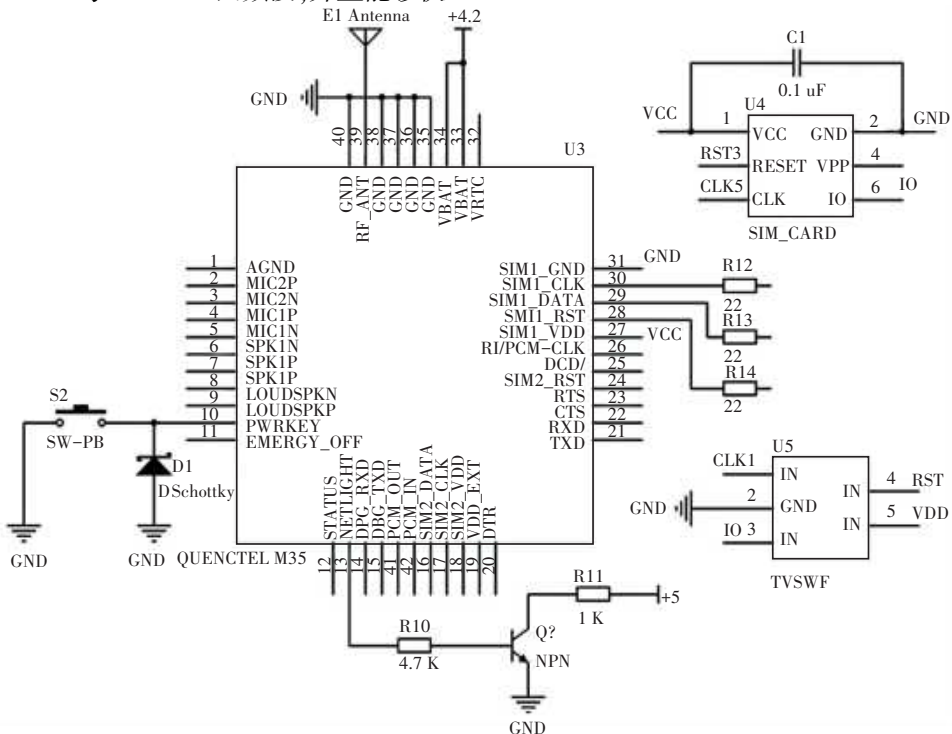 E1 Antenna
+4.2
GND
40
39
38
37
36
35
34
33
32
U3
GND
RF_ANT
GND
GND
GND
GND
VBAT
VBAT
VRTC
1 AGND
2 MIC2P
3 MIC2N
4 MIC1P
5 MIC1N
6 SPK1N
7 SPK1P
8 SPK1P
9 LOUDSPKN
10 LOUDSPKP
PWRKEY
11 EMERGY_OFF
SIM1_GND 31 GND
SIM1_CLK 30
SIM1_DATA 29
SMI1_RST 28
SIM1_VDD 27 VCC
RI/PCM-CLK 26
DCD/ 25
SIM2_RST 24
RTS 23
CTS 22
RXD 21
TXD
R12
22
R13
22
R14
22
S2
SW-PB
D1
DSchottky
GND
GND
QUENCTEL M35
STATUS
NETLIGHT
DPG_RXD
DBG_TXD
PCM_OUT
PCM_IN
SIM2_DATA
SIM2_CLK
SIM2_VDD
VDD_EXT
DTR
12
13
14
15
41
42
16
17
18
19
20
R10
4.7 K
R11
1 K
+5
Q?
NPN
GND
C1
0.1 uF
U4
VCC 1 VCC GND 2 GND
RST3 RESET VPP 4
CLK5 CLK IO 6 IO
SIM_CARD
U5
CLK1 IN IN 4 RST
GND 2 GND IN 5 VDD
IO 3 IN
TVSWF